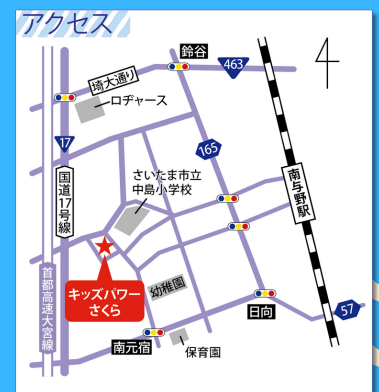 アクセス
鈴谷
463
埼大通り
ロヂャース
17
165
国道17号線
さいたま市立
中島小学校
南与野駅
キッズパワー
さくら
幼稚園
首都高速大宮線
日向
57
南元宿
保育園